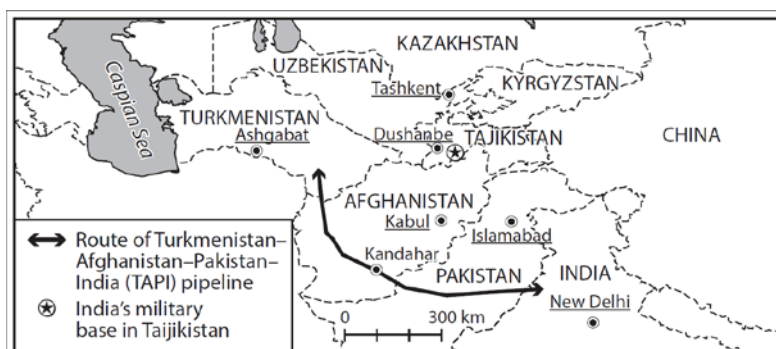 KAZAKHSTAN
UZBEKISTAN
Caspian Sea
Tashkent
KYRGYZSTAN
TURKMENISTAN
Ashqabat
Dushanbe
TAJIKISTAN
CHINA
AFGHANISTAN
Kabul
Islamabad
Kandahar
PAKISTAN
INDIA
New Delhi
Route of Turkmenistan–
Afghanistan–Pakistan–
India (TAPI) pipeline
India's military
base in Taijikistan
0 300 km